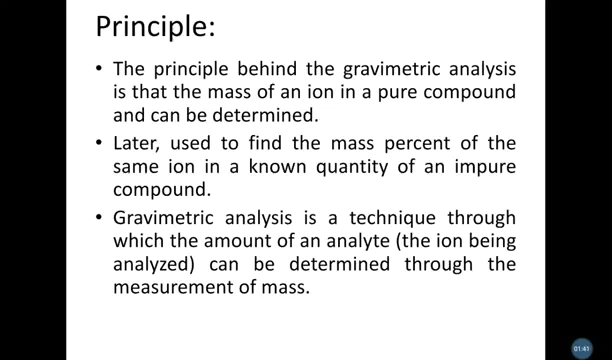 Principle:
• The principle behind the gravimetric analysis
is that the mass of an ion in a pure compound
and can be determined.
• Later, used to find the mass percent of the
same ion in a known quantity of an impure
compound.
• Gravimetric analysis is a technique through
which the amount of an analyte (the ion being
analyzed) can be determined through the
measurement of mass.
01:41